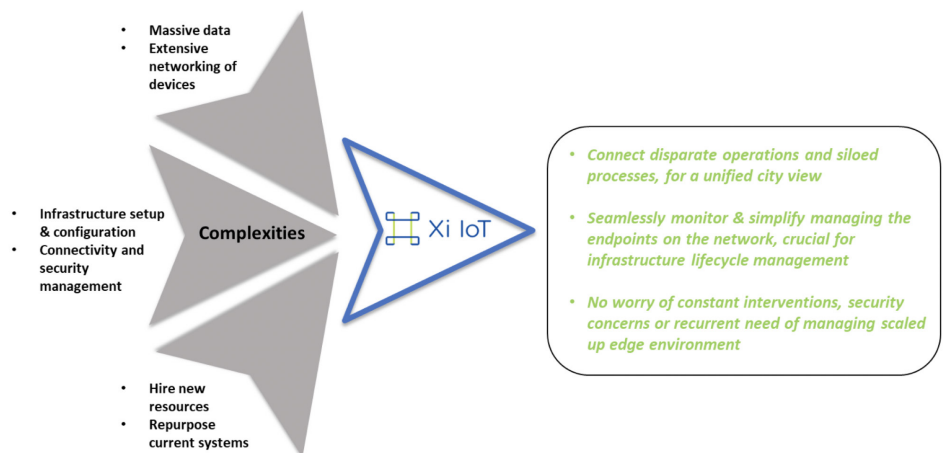 • Massive data
• Extensive
networking of
devices
• Infrastructure setup
& configuration
• Connectivity and
security
management
Complexities
• Hire new
resources
• Repurpose
current systems
Xi IoT
• Connect disparate operations and siloed
processes, for a unified city view
• Seamlessly monitor & simplify managing the
endpoints on the network, crucial for
infrastructure lifecycle management
• No worry of constant interventions, security
concerns or recurrent need of managing scaled
up edge environment